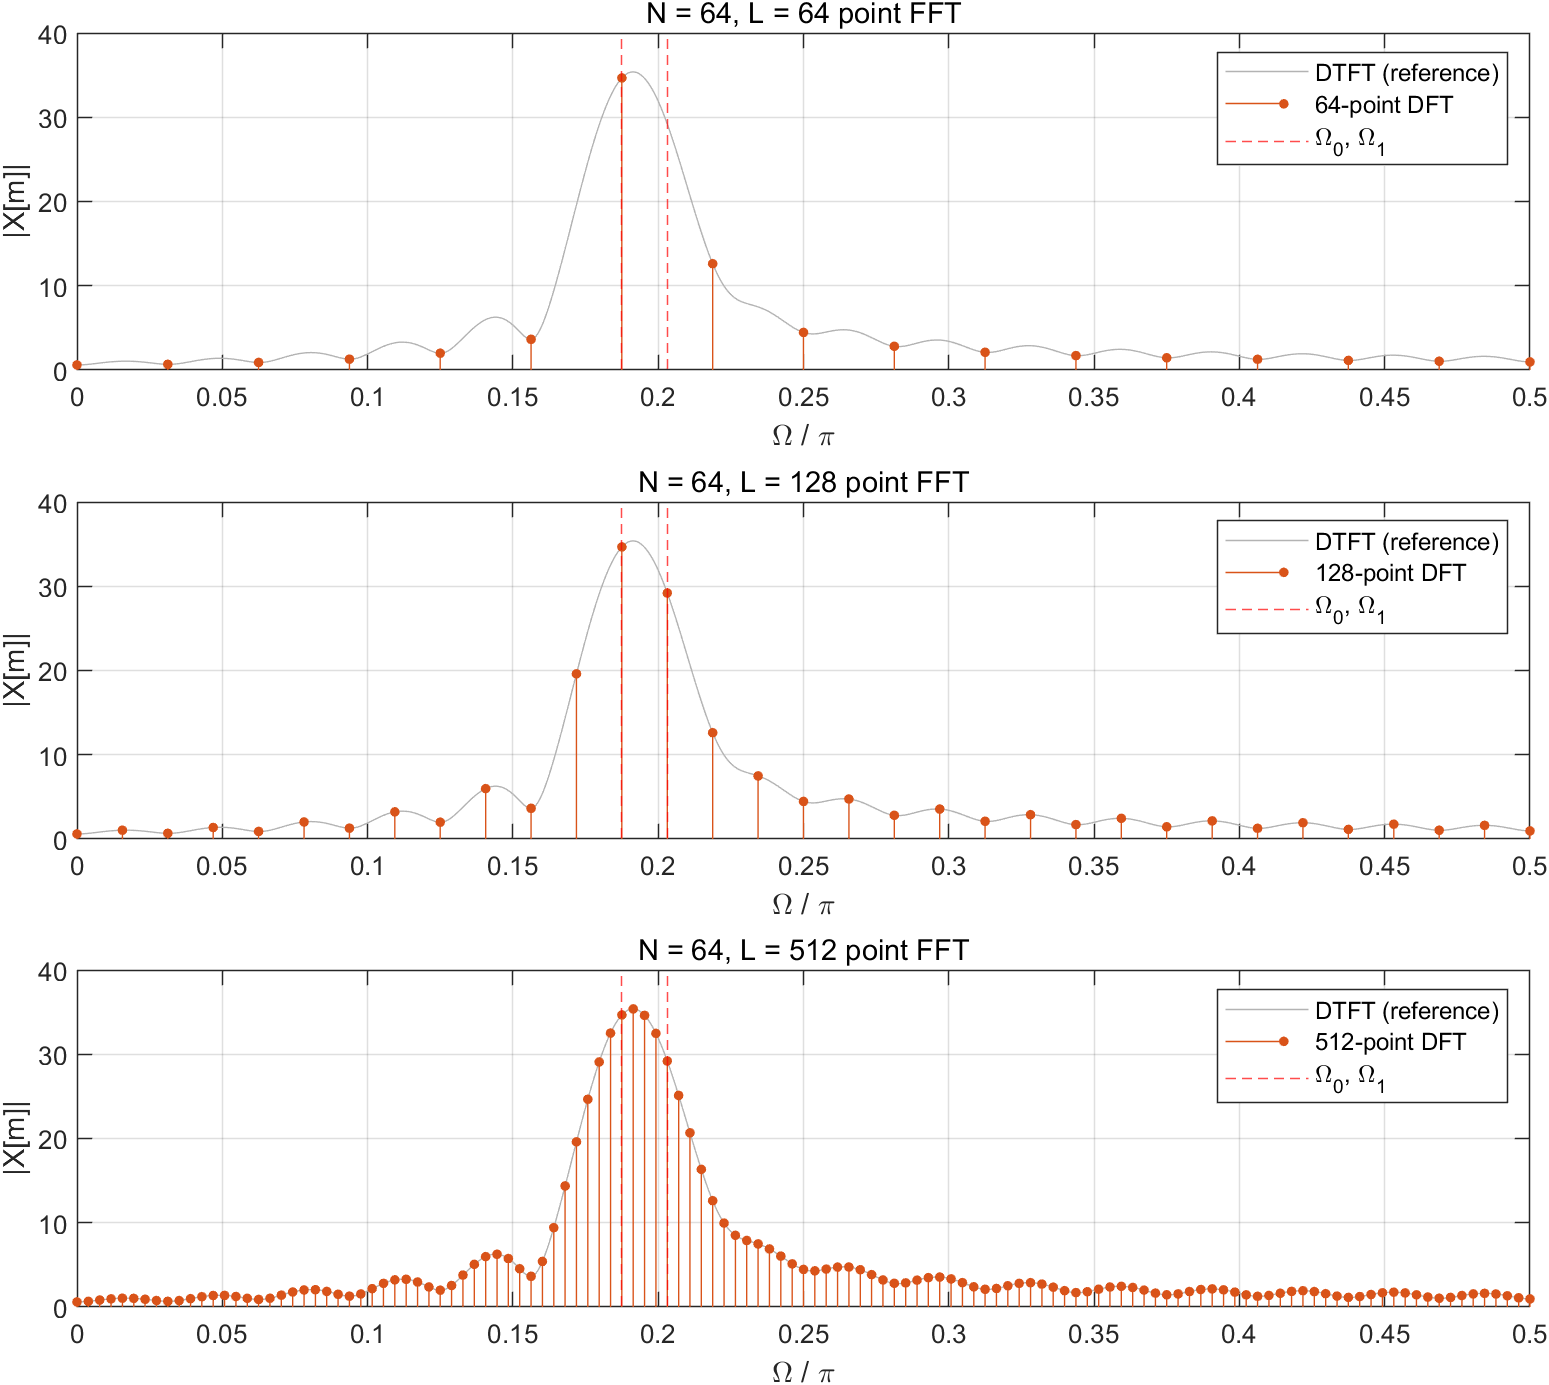 N = 64, L = 64 point FFT
40
30
20
10
0
|X[m]|
DTFT (reference)
64-point DFT
Ω₀, Ω₁
0 0.05 0.1 0.15 0.2 0.25 0.3 0.35 0.4 0.45 0.5
Ω / π
N = 64, L = 128 point FFT
40
30
20
10
0
|X[m]|
DTFT (reference)
128-point DFT
Ω₀, Ω₁
0 0.05 0.1 0.15 0.2 0.25 0.3 0.35 0.4 0.45 0.5
Ω / π
N = 64, L = 512 point FFT
40
30
20
10
0
|X[m]|
DTFT (reference)
512-point DFT
Ω₀, Ω₁
0 0.05 0.1 0.15 0.2 0.25 0.3 0.35 0.4 0.45 0.5
Ω / π